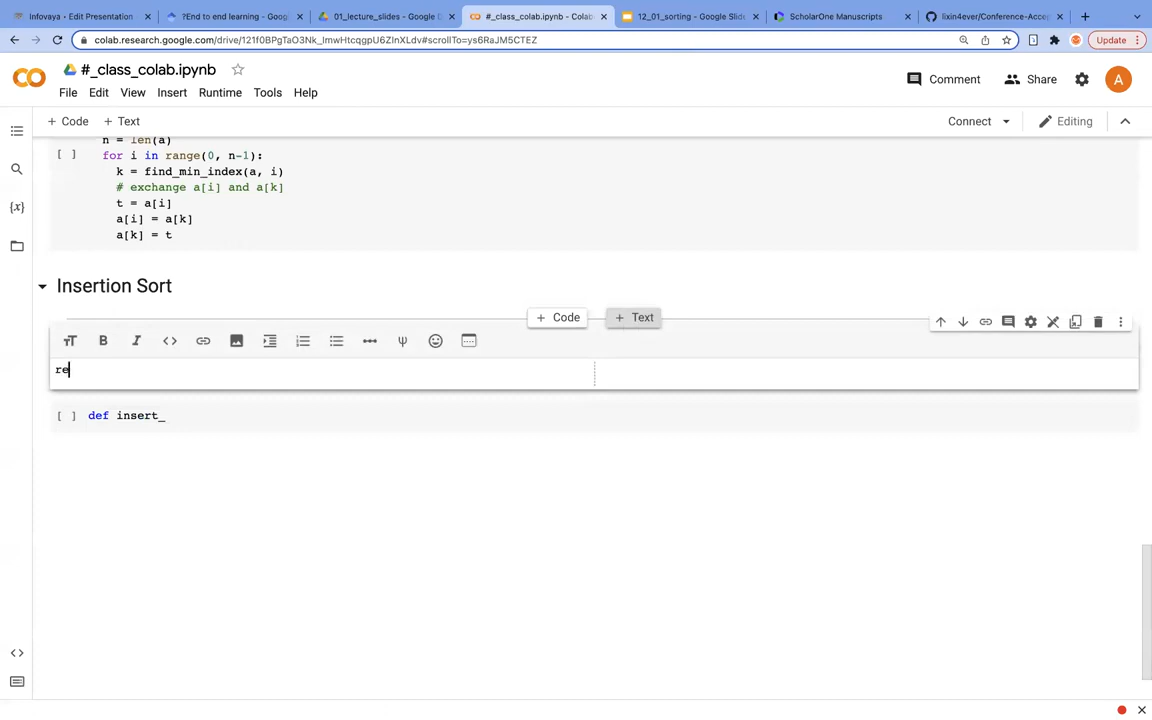 Infovaya - Edit Presentation
?End to end learning - Goog
01_lecture_slides - Google D
#_class_colab.ipynb - Colab
12_01_sorting - Google Slide
ScholarOne Manuscripts
lixin4ever/Conference-Accep
colab.research.google.com/drive/121f0BPgTaO3Nk_lmwHtcqgpU6ZInXLdv#scrollTo=ys6RaJM5CTEZ
Update
#_class_colab.ipynb
Comment
Share
A
File Edit View Insert Runtime Tools Help
+ Code + Text
Connect
Editing
n = len(a)
[ ] for i in range(0, n-1):
k = find_min_index(a, i)
# exchange a[i] and a[k]
t = a[i]
a[i] = a[k]
a[k] = t
Insertion Sort
+ Code + Text
re
[ ] def insert_